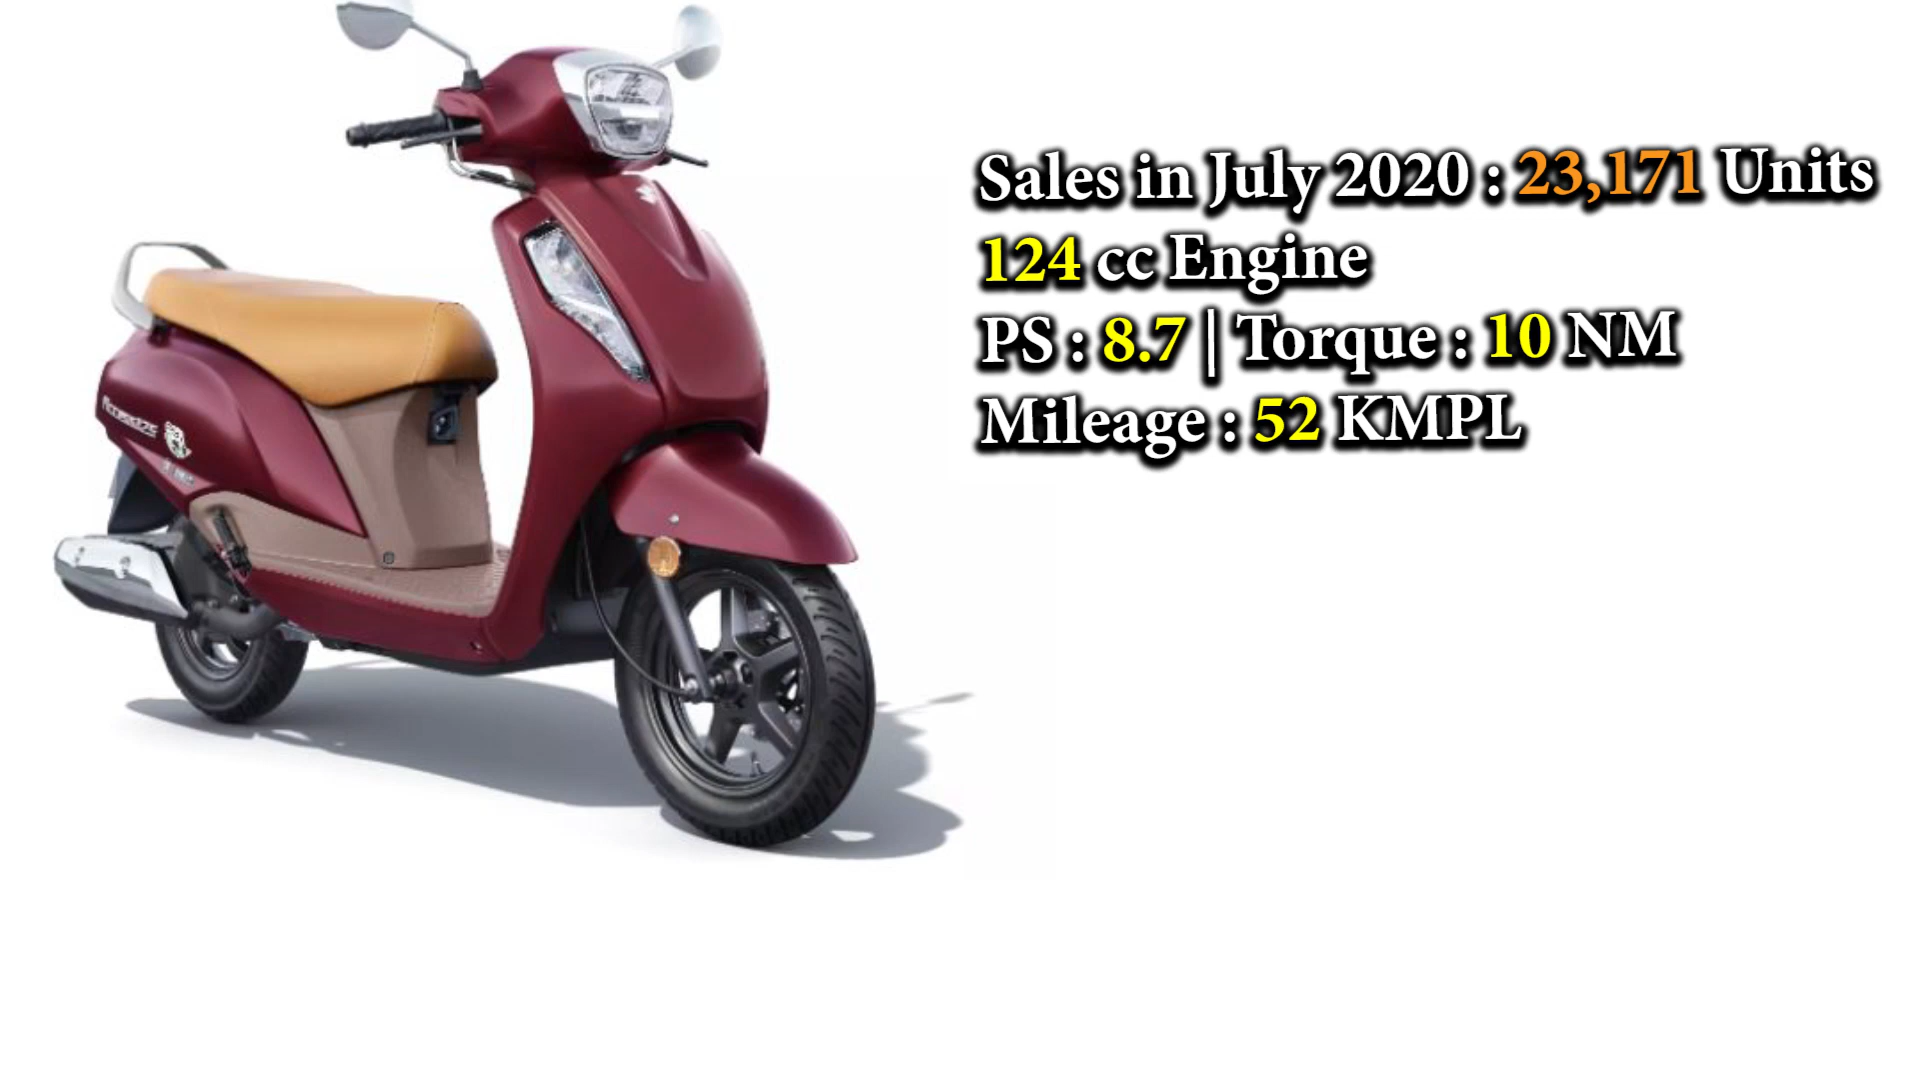 Sales in July 2020 : 23,171 Units
124 cc Engine
PS : 8.7 | Torque : 10 NM
Mileage : 52 KMPL
Access125